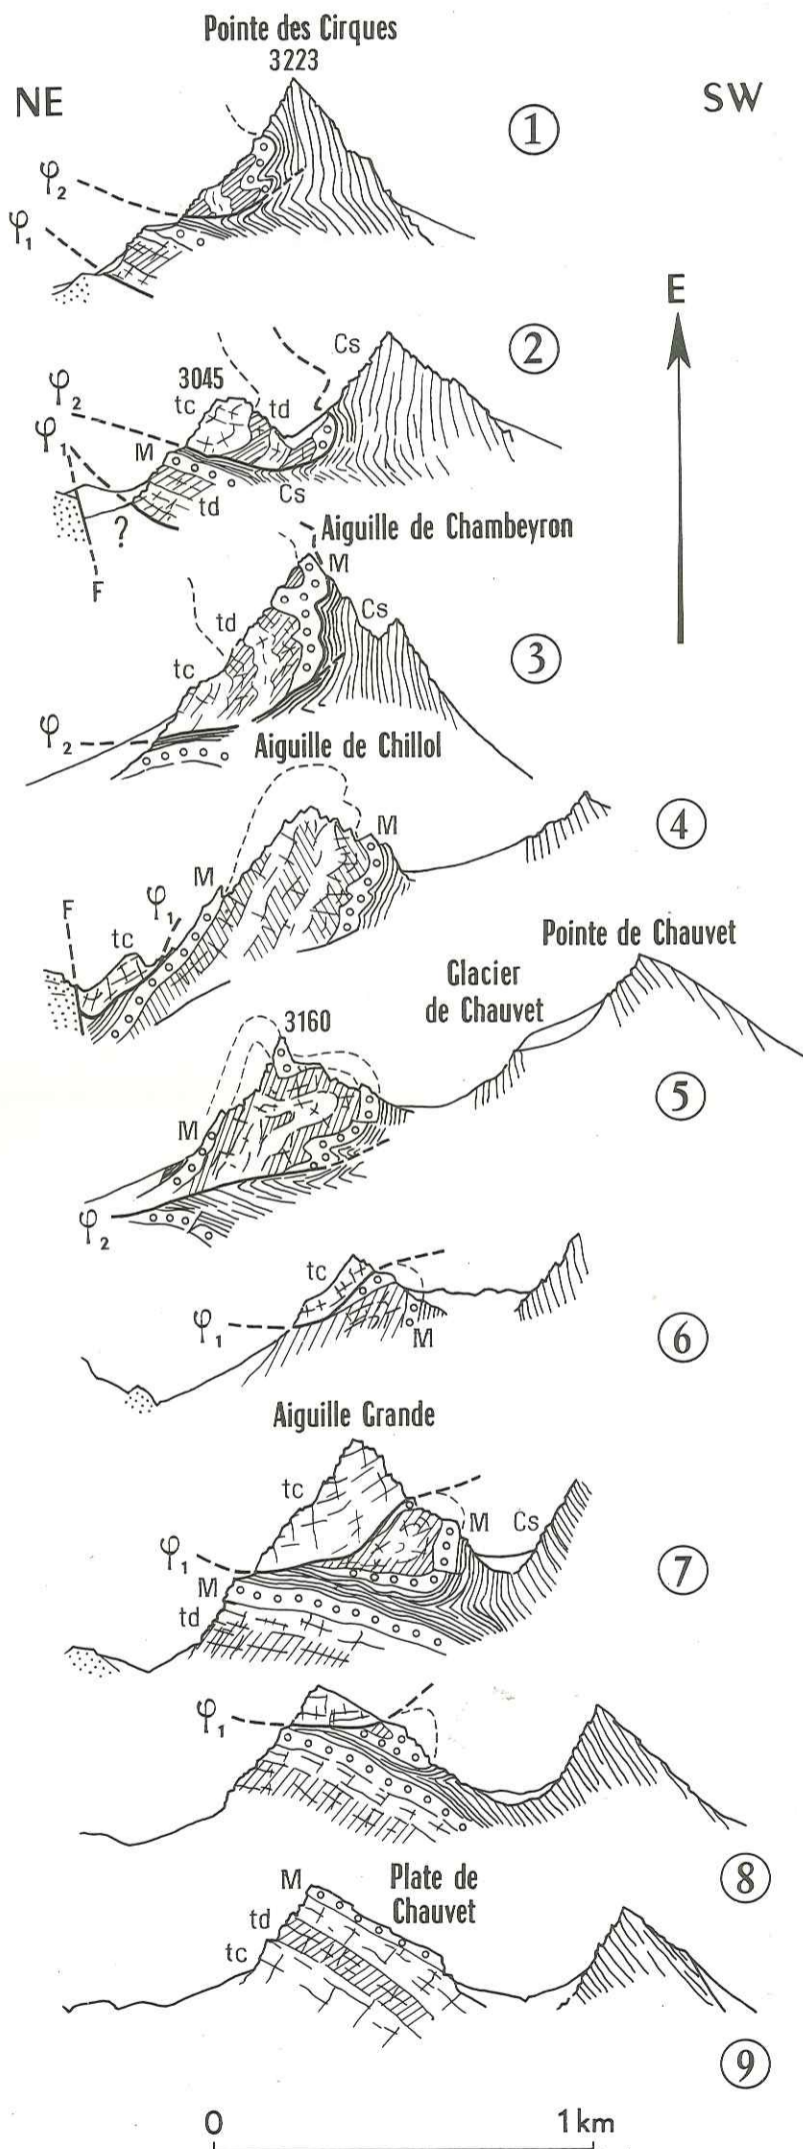 Pointe des Cirques
3223
NE
SW
①
φ₂
φ₁
E
②
Cs
3045
tc
td
φ₂
φ₁
M
td
Cs
?
F
Aiguille de Chambeyron
M
Cs
td
tc
③
φ₂
Aiguille de Chillol
④
M
M
φ₁
F
tc
Pointe de Chauvet
Glacier
de Chauvet
3160
⑤
M
φ₂
tc
φ₁
M
⑥
Aiguille Grande
tc
M
Cs
φ₁
M
td
⑦
φ₁
⑧
M
Plate de
Chauvet
td
tc
⑨
0
1 km